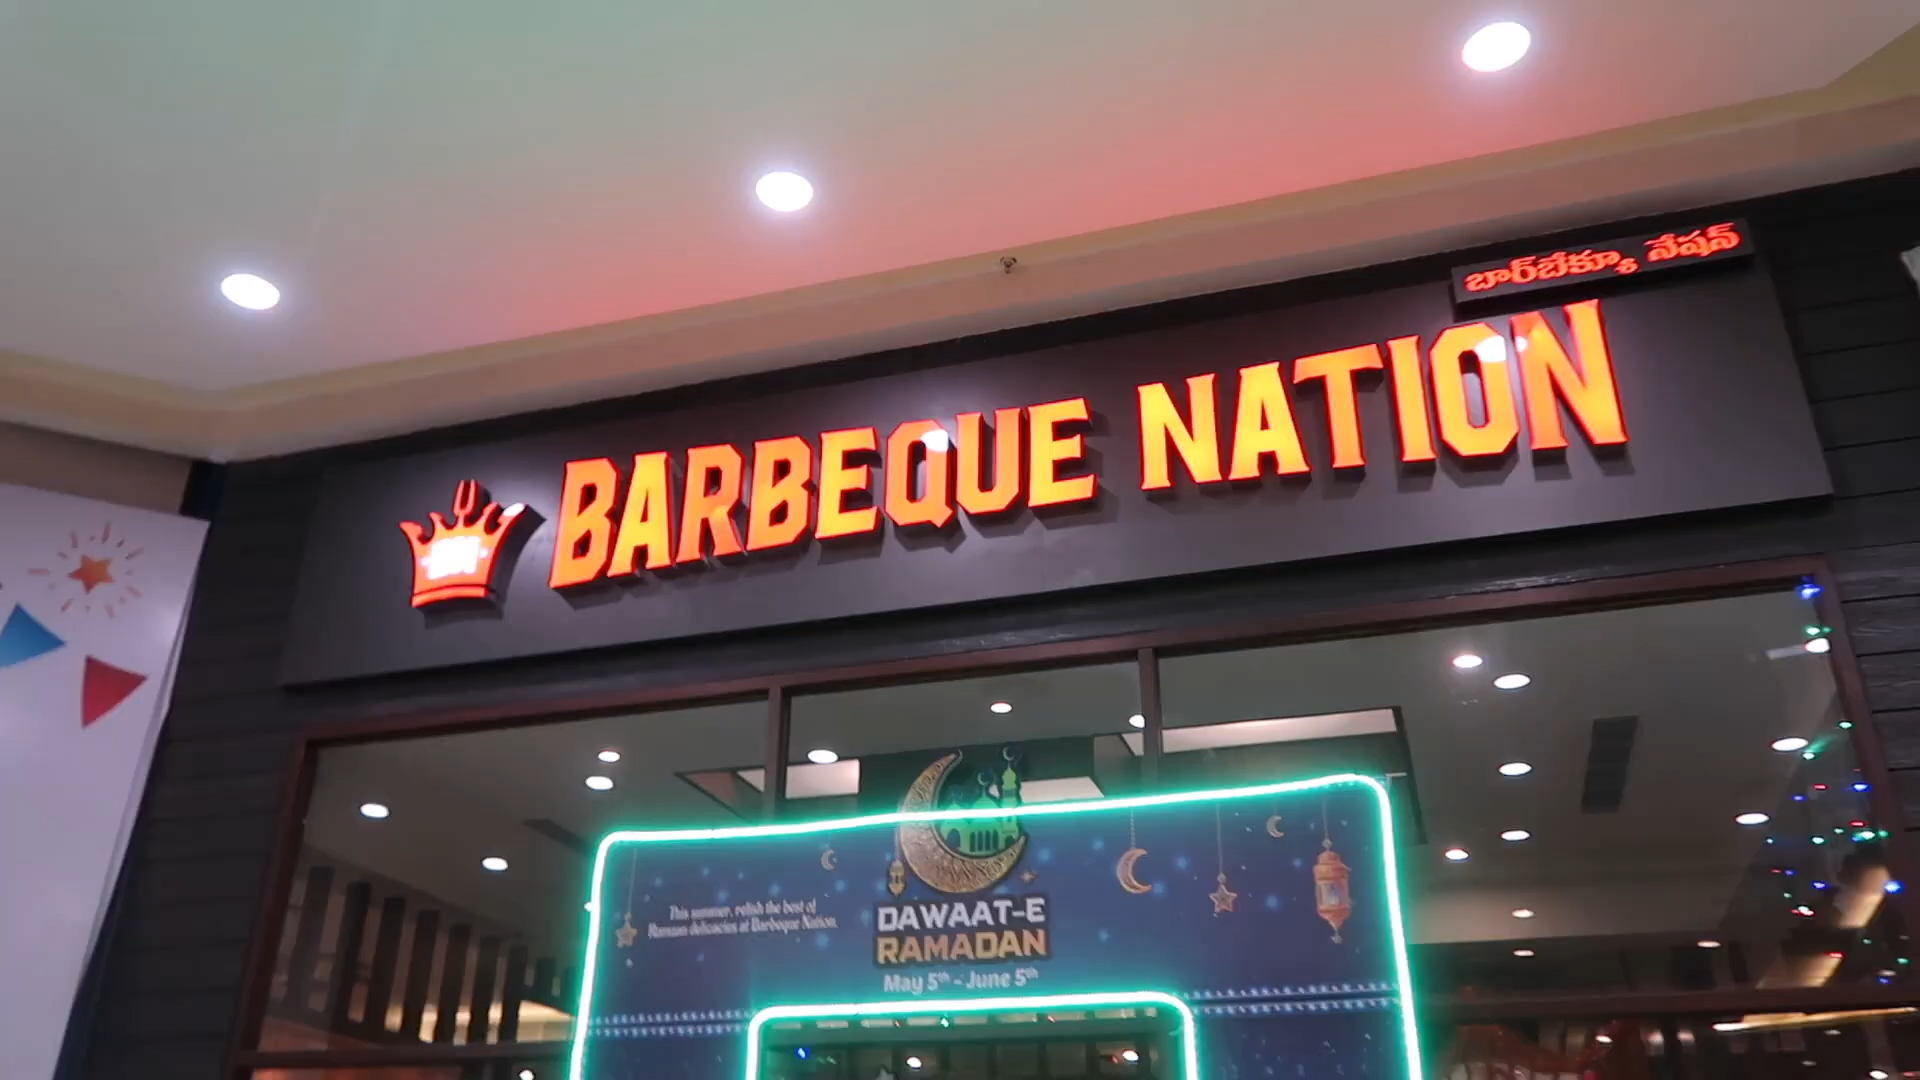 బార్‌బేక్యూ నేషన్
BARBEQUE NATION
This summer, relish the best of
Ramzan delicacies at Barbeque Nation.
DAWAAT-E
RAMADAN
May 5th - June 5th